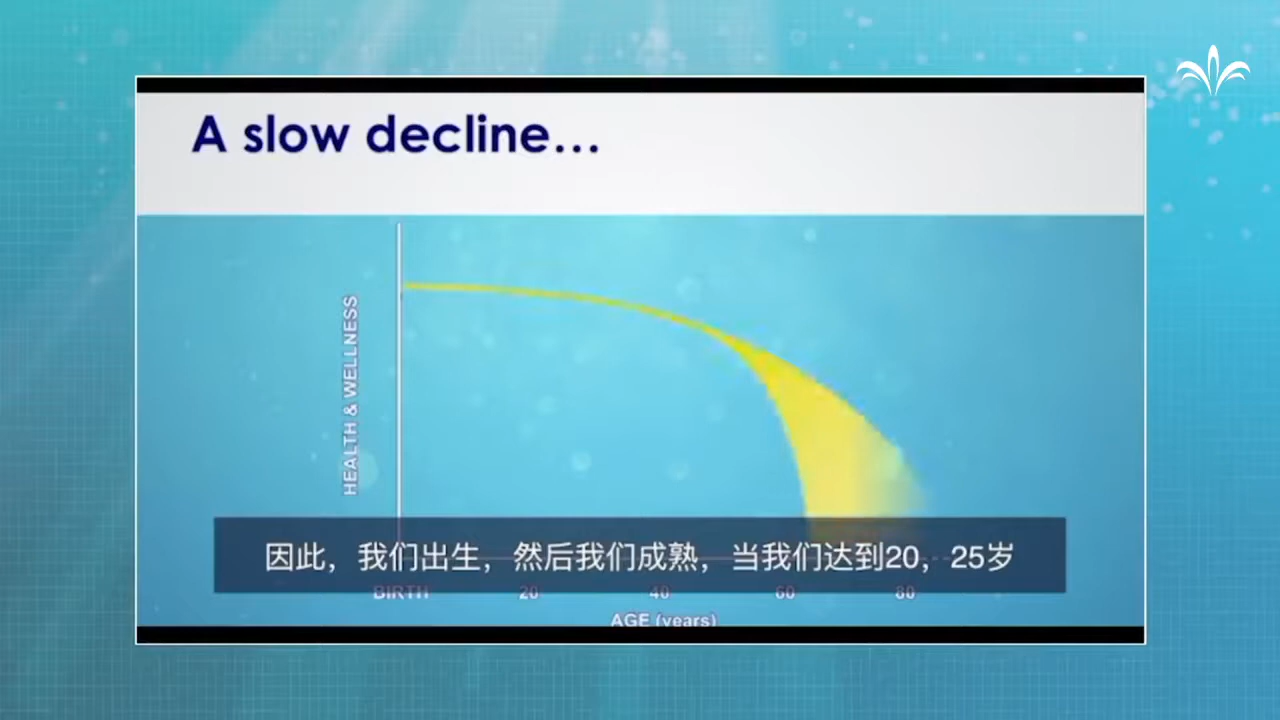 A slow decline...
HEALTH & WELLNESS
因此，我们出生，然后我们成熟，当我们达到20，25岁
BIRTH 20 40 60 80
AGE (years)